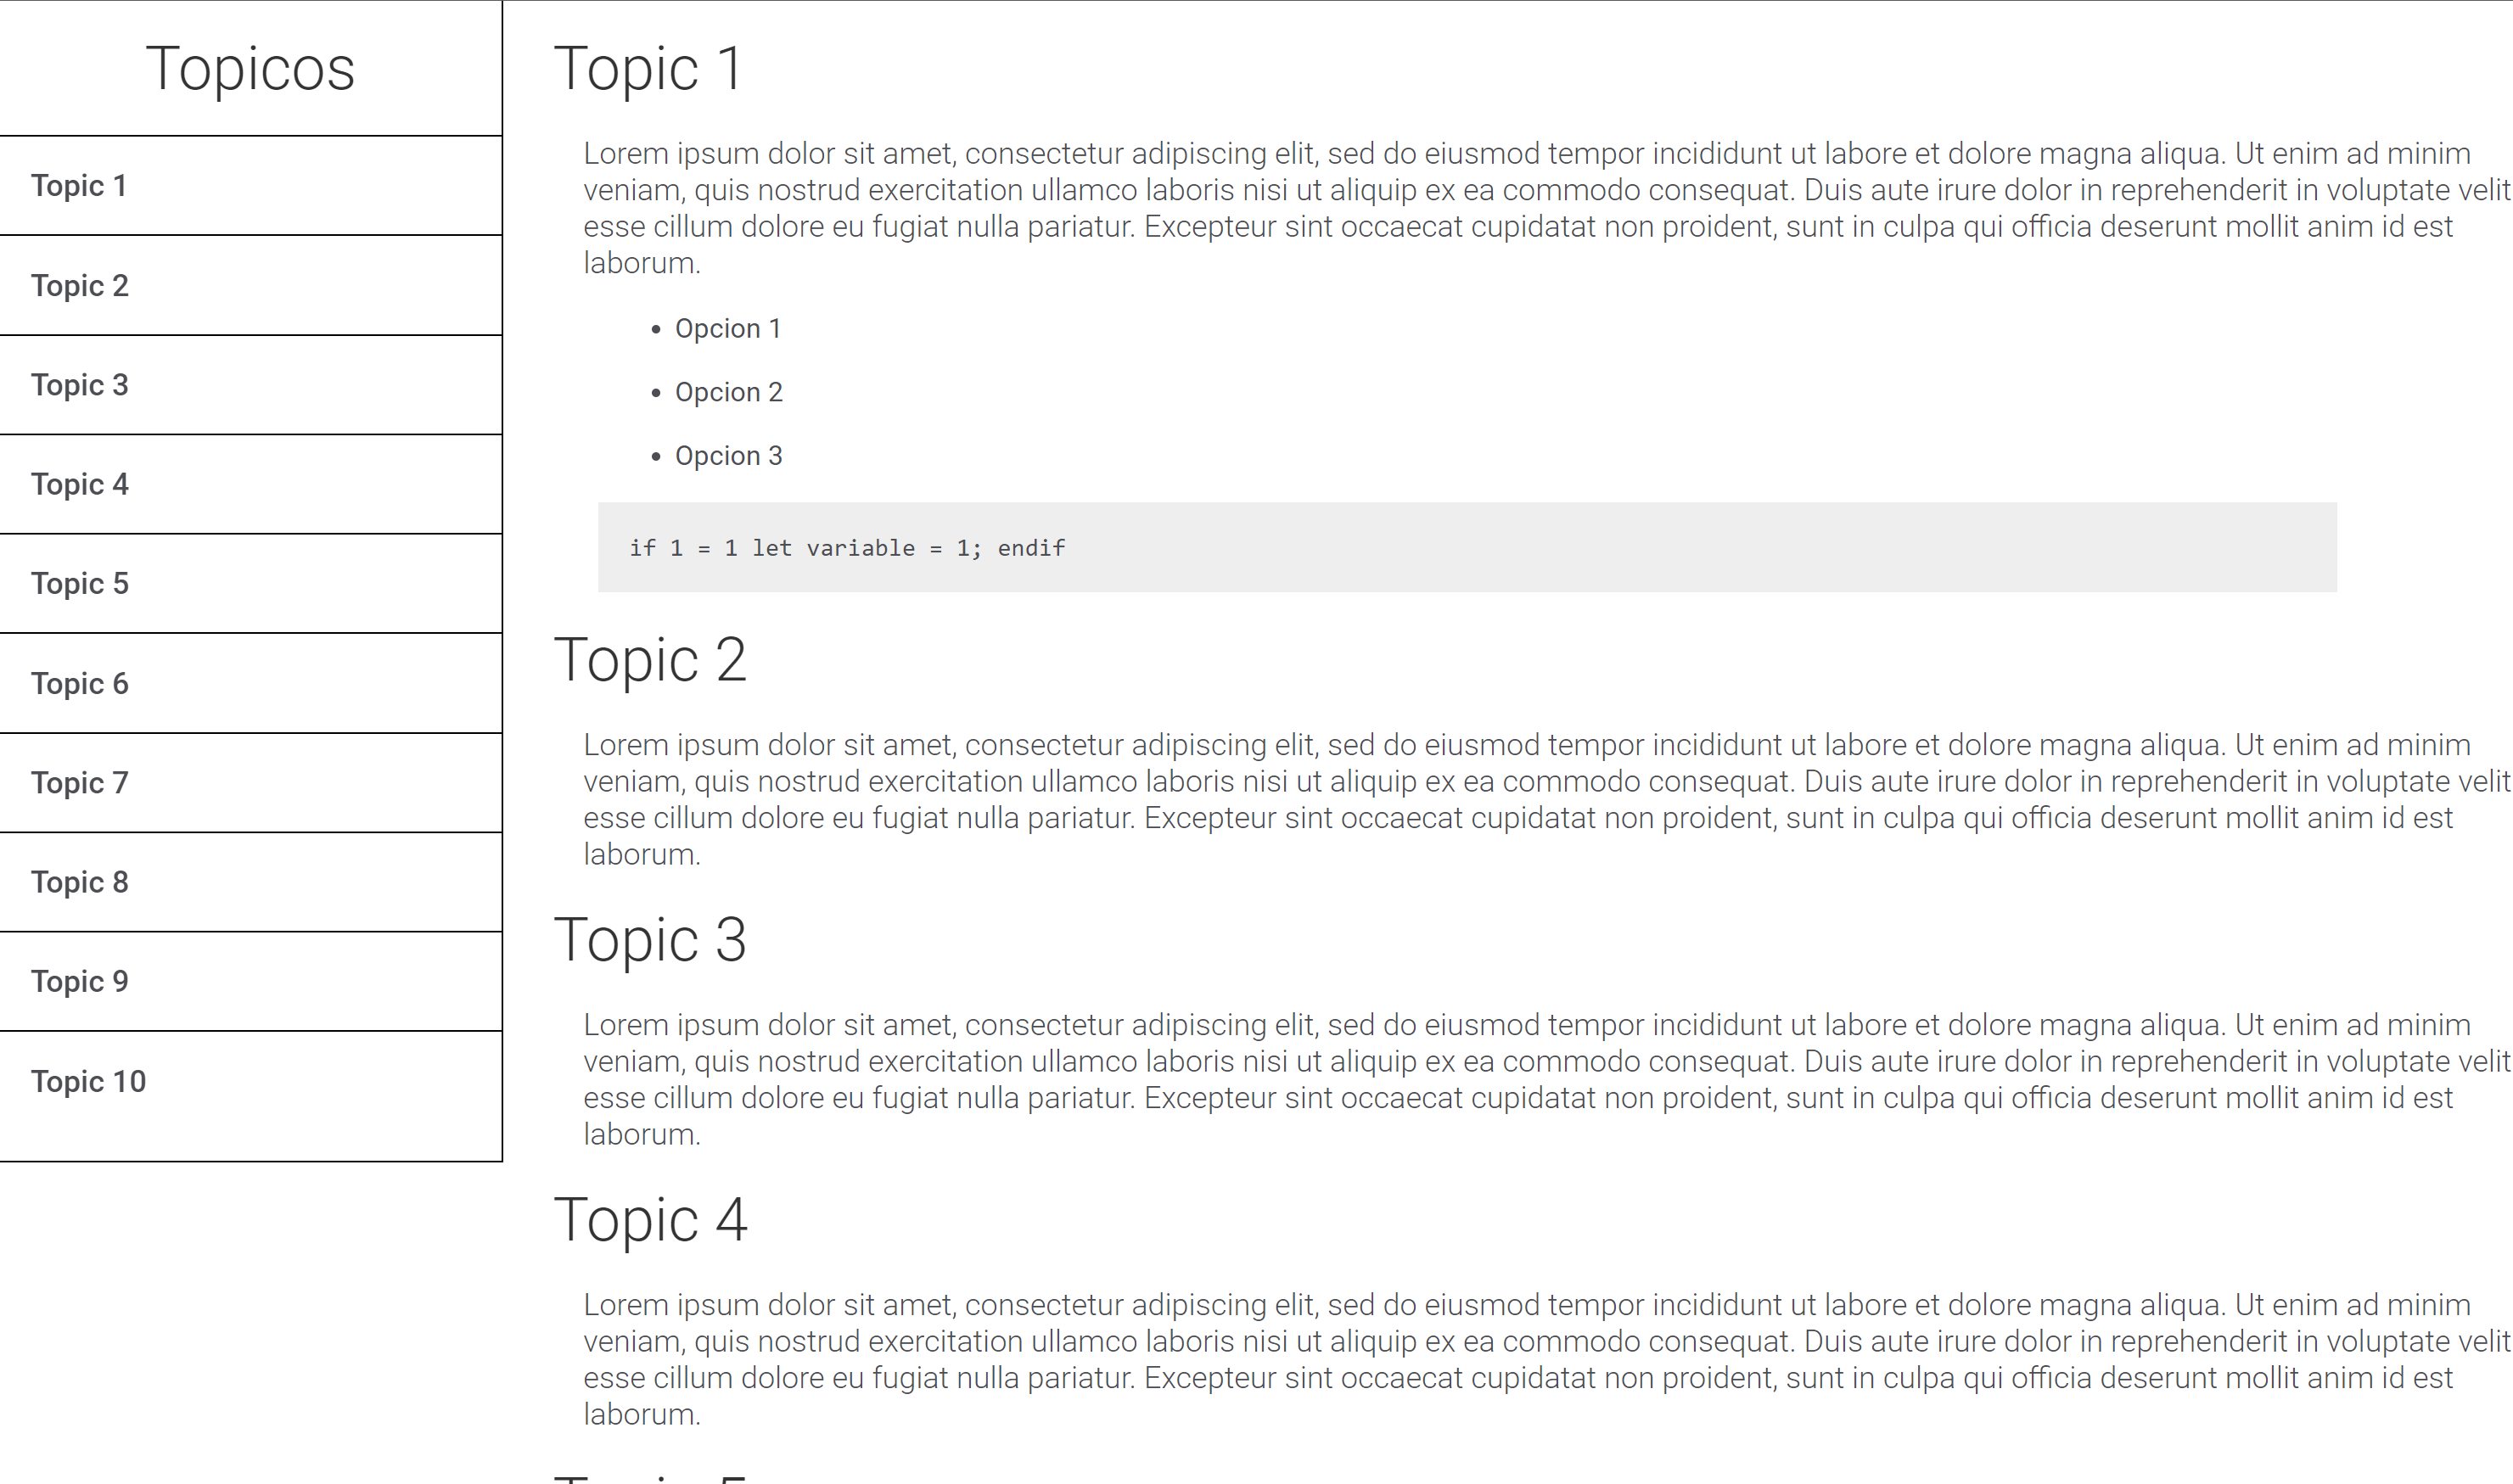 Topicos
Topic 1
Topic 2
Topic 3
Topic 4
Topic 5
Topic 6
Topic 7
Topic 8
Topic 9
Topic 10
Topic 1
Lorem ipsum dolor sit amet, consectetur adipiscing elit, sed do eiusmod tempor incididunt ut labore et dolore magna aliqua. Ut enim ad minim
veniam, quis nostrud exercitation ullamco laboris nisi ut aliquip ex ea commodo consequat. Duis aute irure dolor in reprehenderit in voluptate velit
esse cillum dolore eu fugiat nulla pariatur. Excepteur sint occaecat cupidatat non proident, sunt in culpa qui officia deserunt mollit anim id est
laborum.
• Opcion 1
• Opcion 2
• Opcion 3
if 1 = 1 let variable = 1; endif
Topic 2
Lorem ipsum dolor sit amet, consectetur adipiscing elit, sed do eiusmod tempor incididunt ut labore et dolore magna aliqua. Ut enim ad minim
veniam, quis nostrud exercitation ullamco laboris nisi ut aliquip ex ea commodo consequat. Duis aute irure dolor in reprehenderit in voluptate velit
esse cillum dolore eu fugiat nulla pariatur. Excepteur sint occaecat cupidatat non proident, sunt in culpa qui officia deserunt mollit anim id est
laborum.
Topic 3
Lorem ipsum dolor sit amet, consectetur adipiscing elit, sed do eiusmod tempor incididunt ut labore et dolore magna aliqua. Ut enim ad minim
veniam, quis nostrud exercitation ullamco laboris nisi ut aliquip ex ea commodo consequat. Duis aute irure dolor in reprehenderit in voluptate velit
esse cillum dolore eu fugiat nulla pariatur. Excepteur sint occaecat cupidatat non proident, sunt in culpa qui officia deserunt mollit anim id est
laborum.
Topic 4
Lorem ipsum dolor sit amet, consectetur adipiscing elit, sed do eiusmod tempor incididunt ut labore et dolore magna aliqua. Ut enim ad minim
veniam, quis nostrud exercitation ullamco laboris nisi ut aliquip ex ea commodo consequat. Duis aute irure dolor in reprehenderit in voluptate velit
esse cillum dolore eu fugiat nulla pariatur. Excepteur sint occaecat cupidatat non proident, sunt in culpa qui officia deserunt mollit anim id est
laborum.